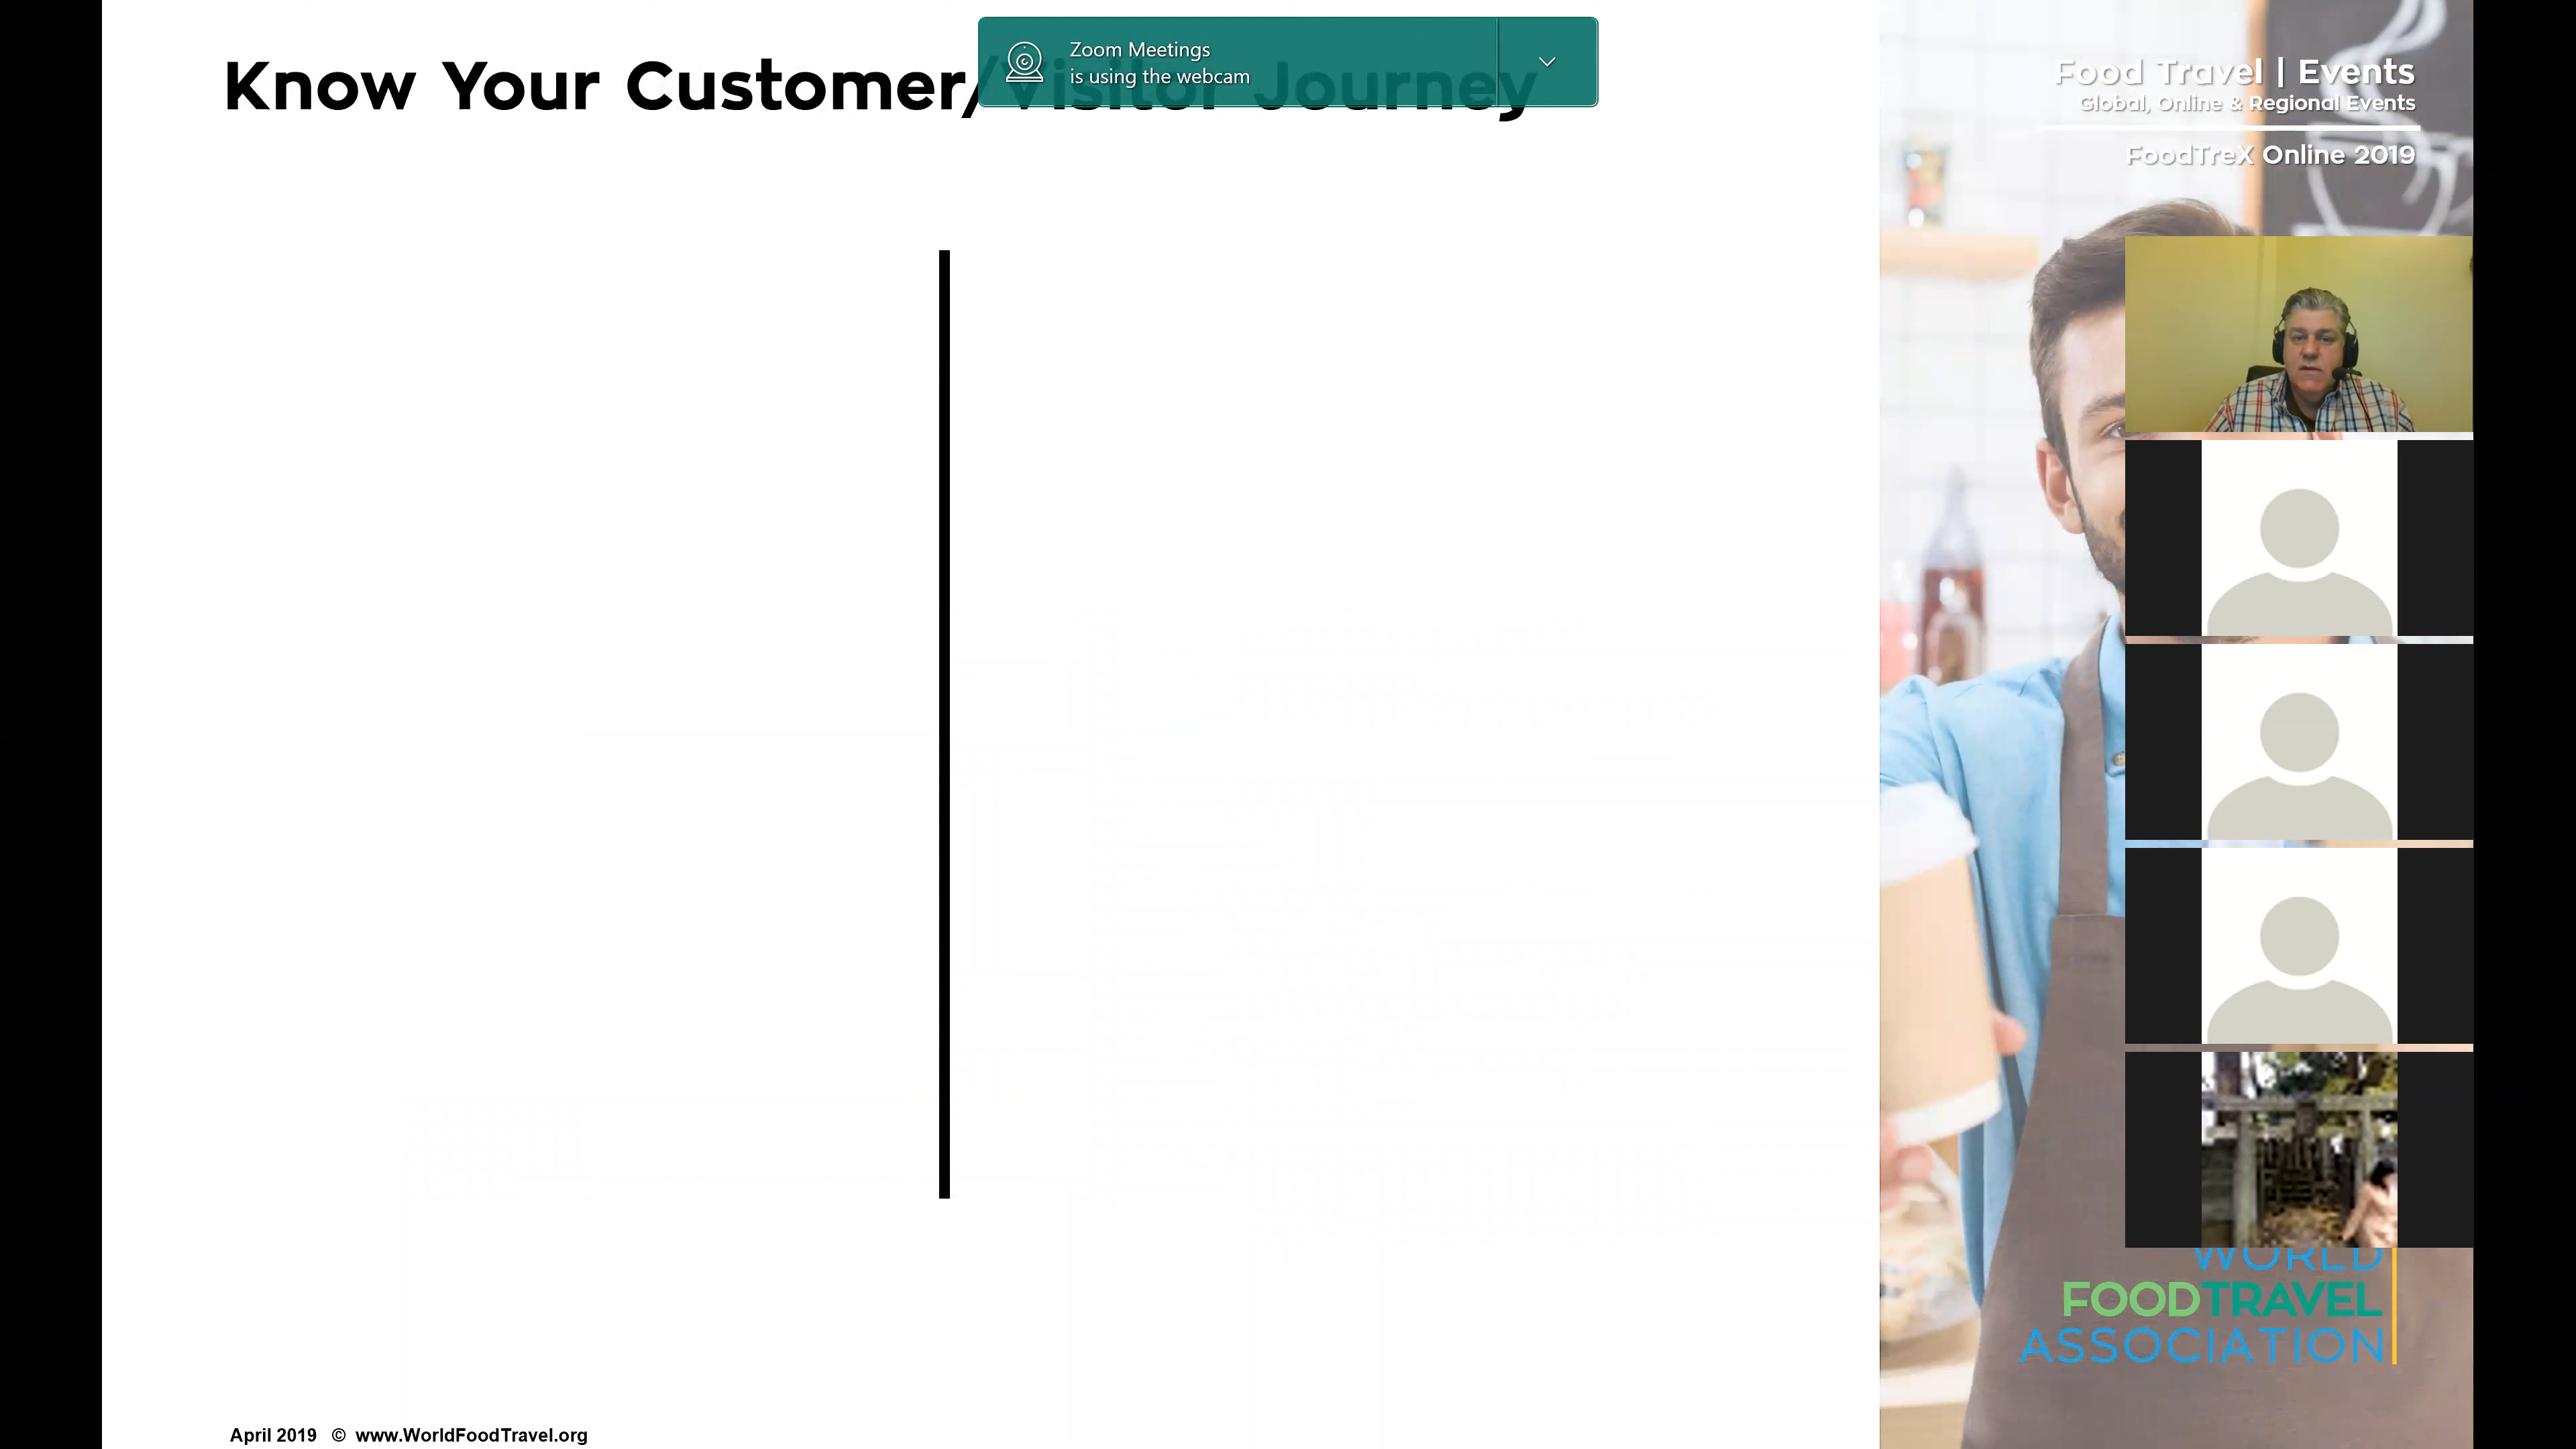 Know Your Customer/Visitor Journey
Zoom Meetings
is using the webcam
Food Travel | Events
Global, Online & Regional Events
FoodTreX Online 2019
WORLD
FOODTRAVEL
ASSOCIATION
April 2019 © www.WorldFoodTravel.org